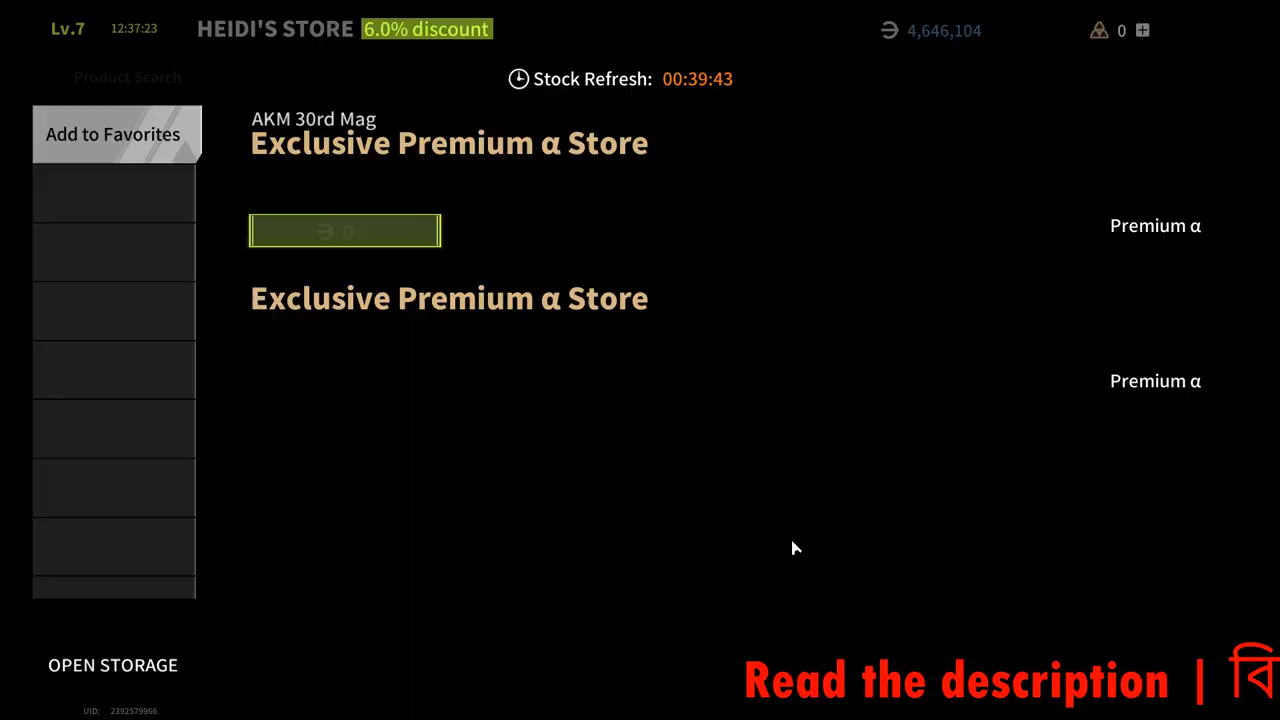 Lv.7 12:37:23 HEIDI'S STORE 6.0% discount 4,646,104 0
Product Search
Stock Refresh: 00:39:43
Add to Favorites
AKM 30rd Mag
Exclusive Premium α Store
Premium α
0
Exclusive Premium α Store
Premium α
OPEN STORAGE
Read the description | বি
UID: 2392579966